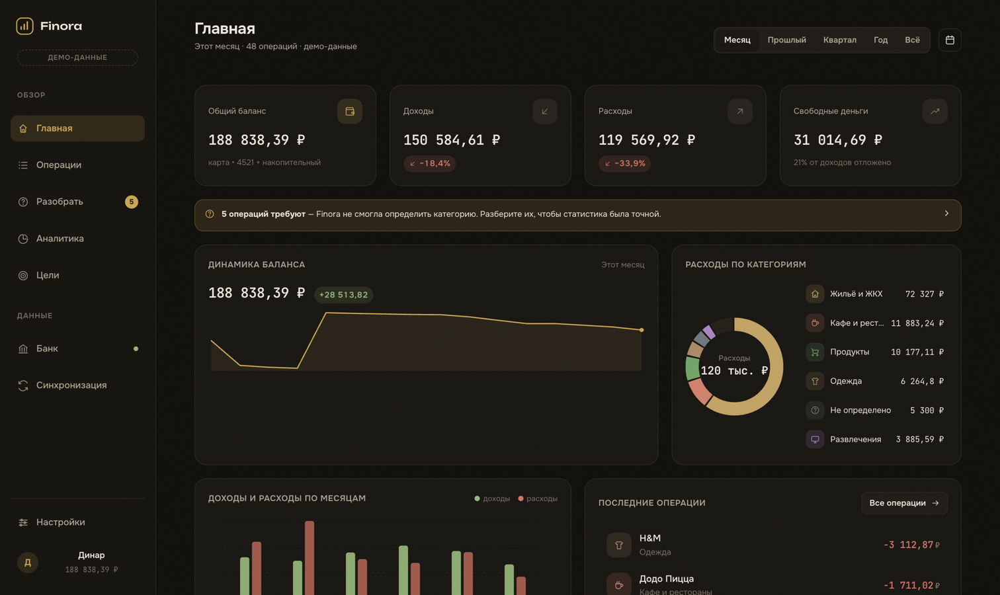 Finora
ДЕМО-ДАННЫЕ
ОБЗОР
Главная
Операции
Разобрать 5
Аналитика
Цели
ДАННЫЕ
Банк
Синхронизация
Настройки
Д
Динар
188 838,39 ₽
Главная
Этот месяц · 48 операций · демо-данные
Месяц Прошлый Квартал Год Всё
Общий баланс
188 838,39 ₽
карта • 4521 + накопительный
Доходы
150 584,61 ₽
−18,4%
Расходы
119 569,92 ₽
−33,9%
Свободные деньги
31 014,69 ₽
21% от доходов отложено
5 операций требуют — Finora не смогла определить категорию. Разберите их, чтобы статистика была точной.
ДИНАМИКА БАЛАНСА
Этот месяц
188 838,39 ₽ +28 513,82
РАСХОДЫ ПО КАТЕГОРИЯМ
Расходы
120 тыс. ₽
Жильё и ЖКХ 72 327 ₽
Кафе и рест... 11 883,24 ₽
Продукты 10 177,11 ₽
Одежда 6 264,8 ₽
Не определено 5 300 ₽
Развлечения 3 885,59 ₽
ДОХОДЫ И РАСХОДЫ ПО МЕСЯЦАМ
доходы расходы
ПОСЛЕДНИЕ ОПЕРАЦИИ
Все операции →
H&M
Одежда
-3 112,87 ₽
Додо Пицца
Кафе и рестораны
-1 711,02 ₽